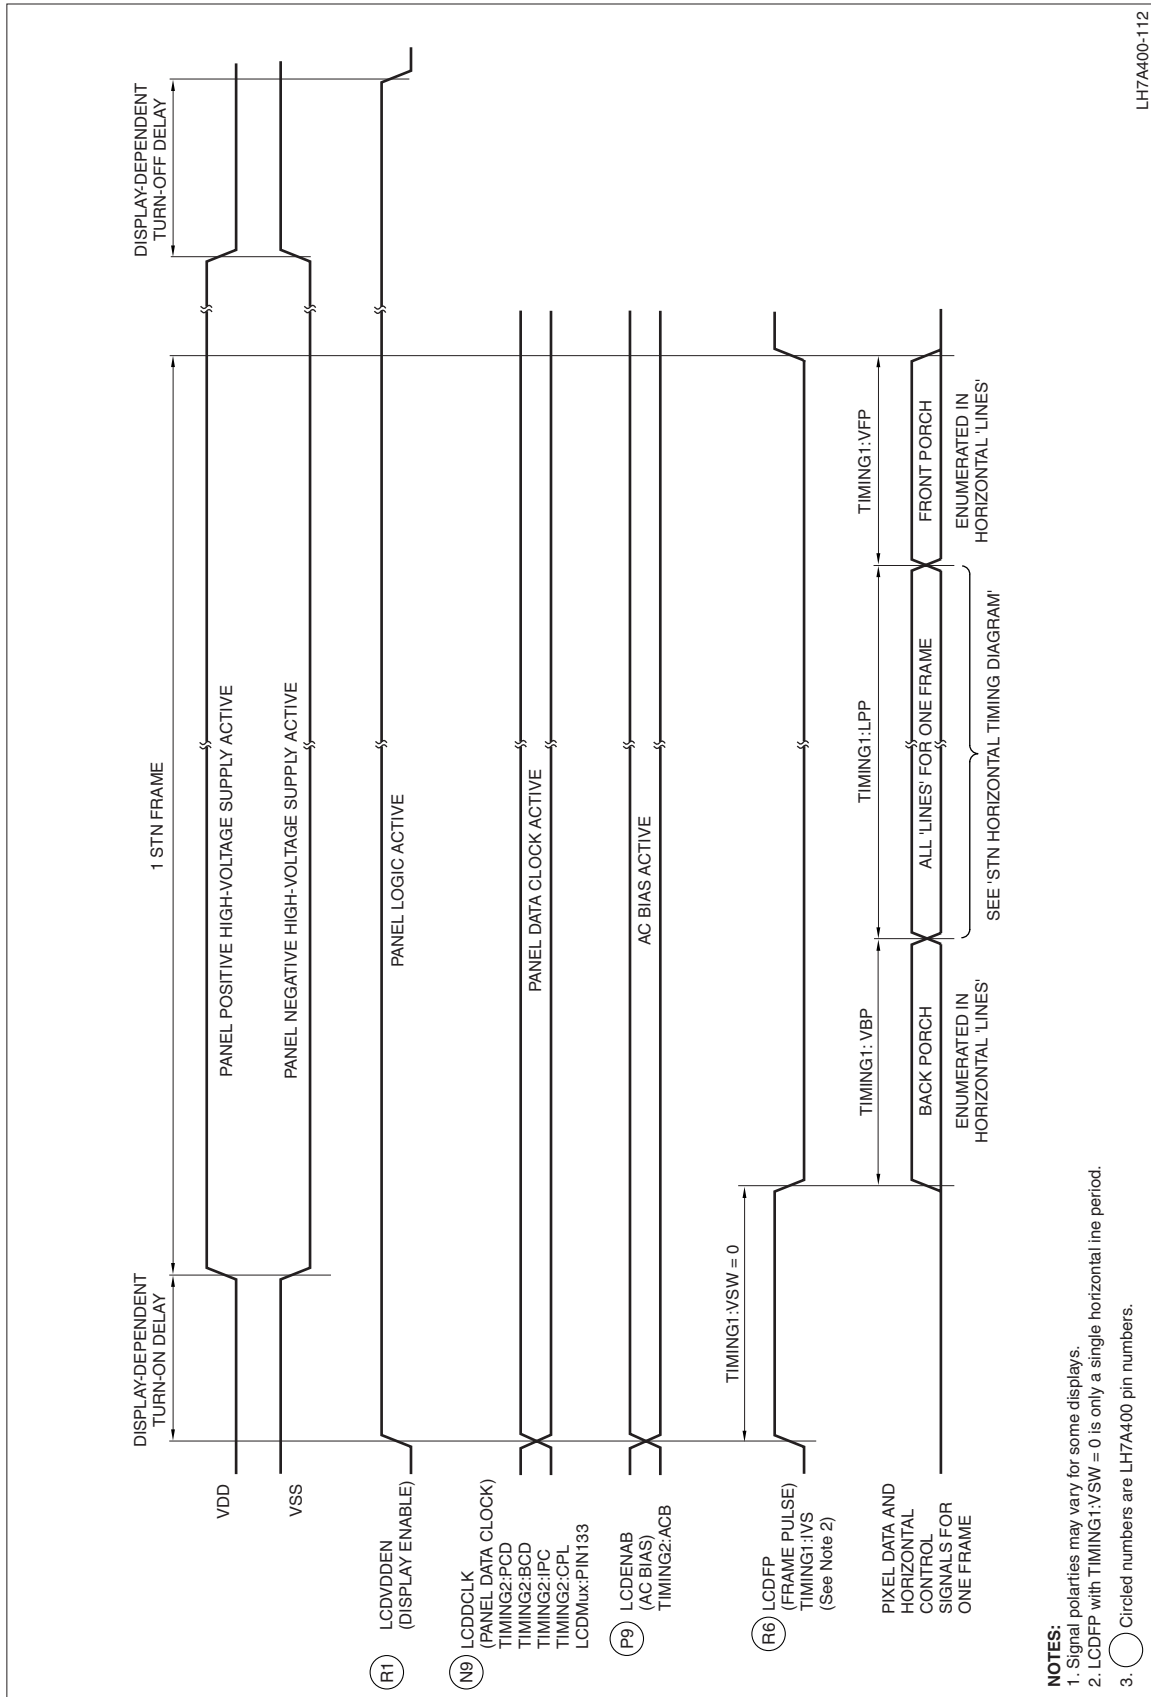 DISPLAY-DEPENDENT
TURN-ON DELAY
1 STN FRAME
DISPLAY-DEPENDENT
TURN-OFF DELAY
VDD
PANEL POSITIVE HIGH-VOLTAGE SUPPLY ACTIVE
VSS
PANEL NEGATIVE HIGH-VOLTAGE SUPPLY ACTIVE
R1
LCDVDDEN
(DISPLAY ENABLE)
PANEL LOGIC ACTIVE
N9
LCDDCLK
(PANEL DATA CLOCK)
TIMING2:PCD
TIMING2:BCD
TIMING2:IPC
TIMING2:CPL
LCDMux:PIN133
PANEL DATA CLOCK ACTIVE
P9
LCDENAB
(AC BIAS)
TIMING2:ACB
AC BIAS ACTIVE
TIMING1:VSW = 0
R6
LCDFP
(FRAME PULSE)
TIMING1:IVS
(See Note 2)
TIMING1: VBP
TIMING1:LPP
TIMING1:VFP
PIXEL DATA AND
HORIZONTAL
CONTROL
SIGNALS FOR
ONE FRAME
BACK PORCH
ALL 'LINES' FOR ONE FRAME
FRONT PORCH
ENUMERATED IN
HORIZONTAL 'LINES'
SEE 'STN HORIZONTAL TIMING DIAGRAM'
ENUMERATED IN
HORIZONTAL 'LINES'
NOTES:
1. Signal polarties may vary for some displays.
2. LCDFP with TIMING1:VSW = 0 is only a single horizontal ine period.
3. Circled numbers are LH7A400 pin numbers.
LH7A400-112